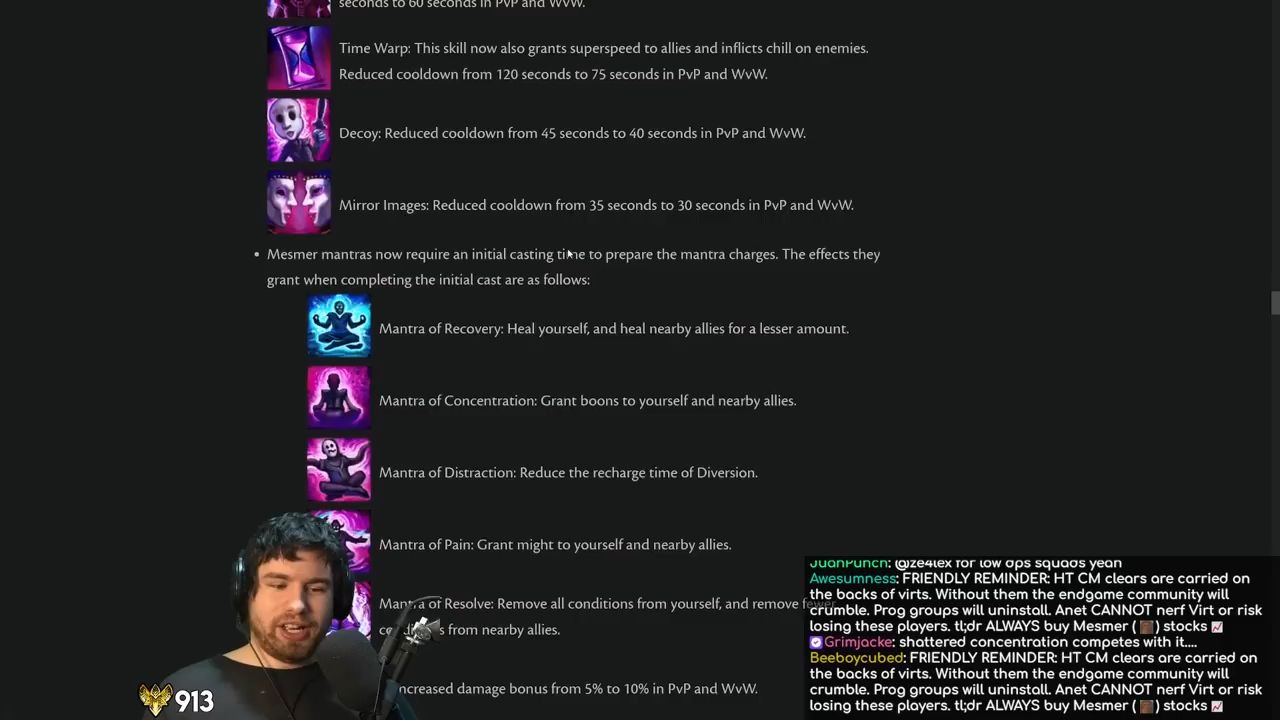 seconds to 60 seconds in PvP and WvW.
Time Warp: This skill now also grants superspeed to allies and inflicts chill on enemies.
Reduced cooldown from 120 seconds to 75 seconds in PvP and WvW.
Decoy: Reduced cooldown from 45 seconds to 40 seconds in PvP and WvW.
Mirror Images: Reduced cooldown from 35 seconds to 30 seconds in PvP and WvW.
• Mesmer mantras now require an initial casting time to prepare the mantra charges. The effects they
grant when completing the initial cast are as follows:
Mantra of Recovery: Heal yourself, and heal nearby allies for a lesser amount.
Mantra of Concentration: Grant boons to yourself and nearby allies.
Mantra of Distraction: Reduce the recharge time of Diversion.
Mantra of Pain: Grant might to yourself and nearby allies.
Mantra of Resolve: Remove all conditions from yourself, and remove fewer
from nearby allies.
increased damage bonus from 5% to 10% in PvP and WvW.
913
JuanPunch: @ze4lex for low dps squads yeah
Awesumness: FRIENDLY REMINDER: HT CM clears are carried on
the backs of virts. Without them the endgame community will
crumble. Prog groups will uninstall. Anet CANNOT nerf Virt or risk
losing these players. tl;dr ALWAYS buy Mesmer ( ) stocks
Grimjacke: shattered concentration competes with it....
Beeboycubed: FRIENDLY REMINDER: HT CM clears are carried on
the backs of virts. Without them the endgame community will
crumble. Prog groups will uninstall. Anet CANNOT nerf Virt or risk
losing these players. tl;dr ALWAYS buy Mesmer ( ) stocks